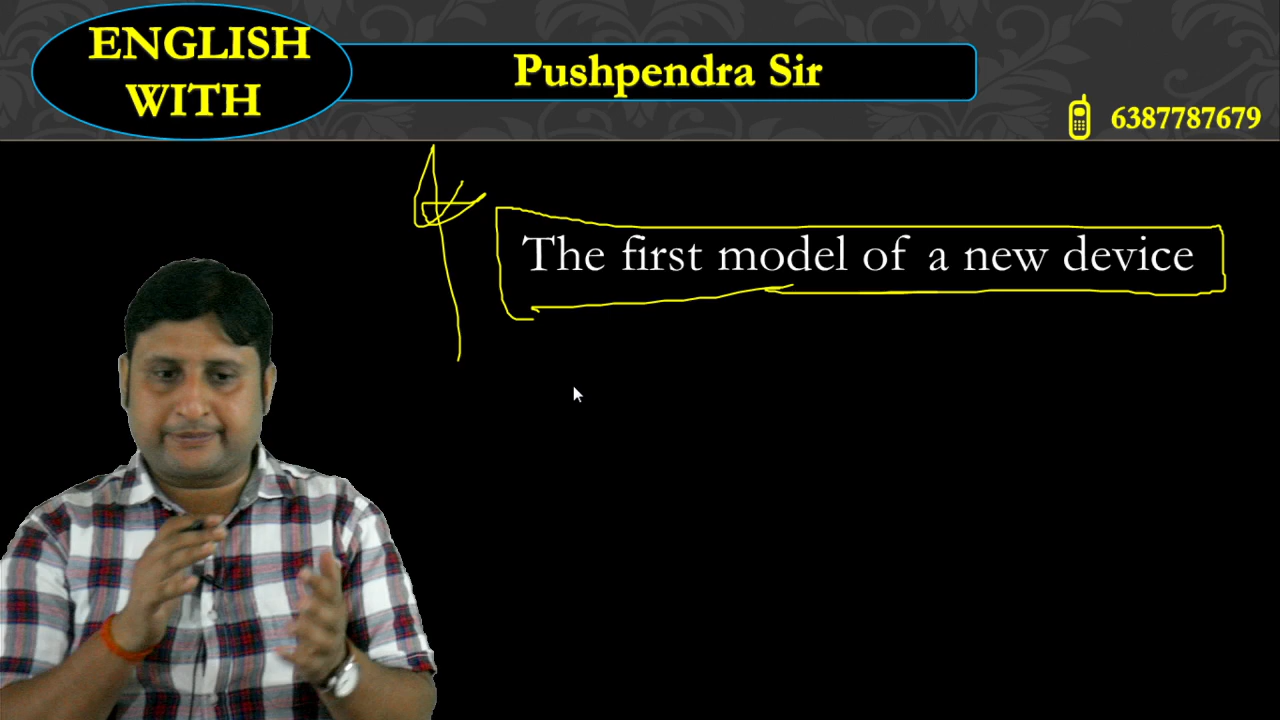 ENGLISH
WITH
Pushpendra Sir
6387787679
The first model of a new device